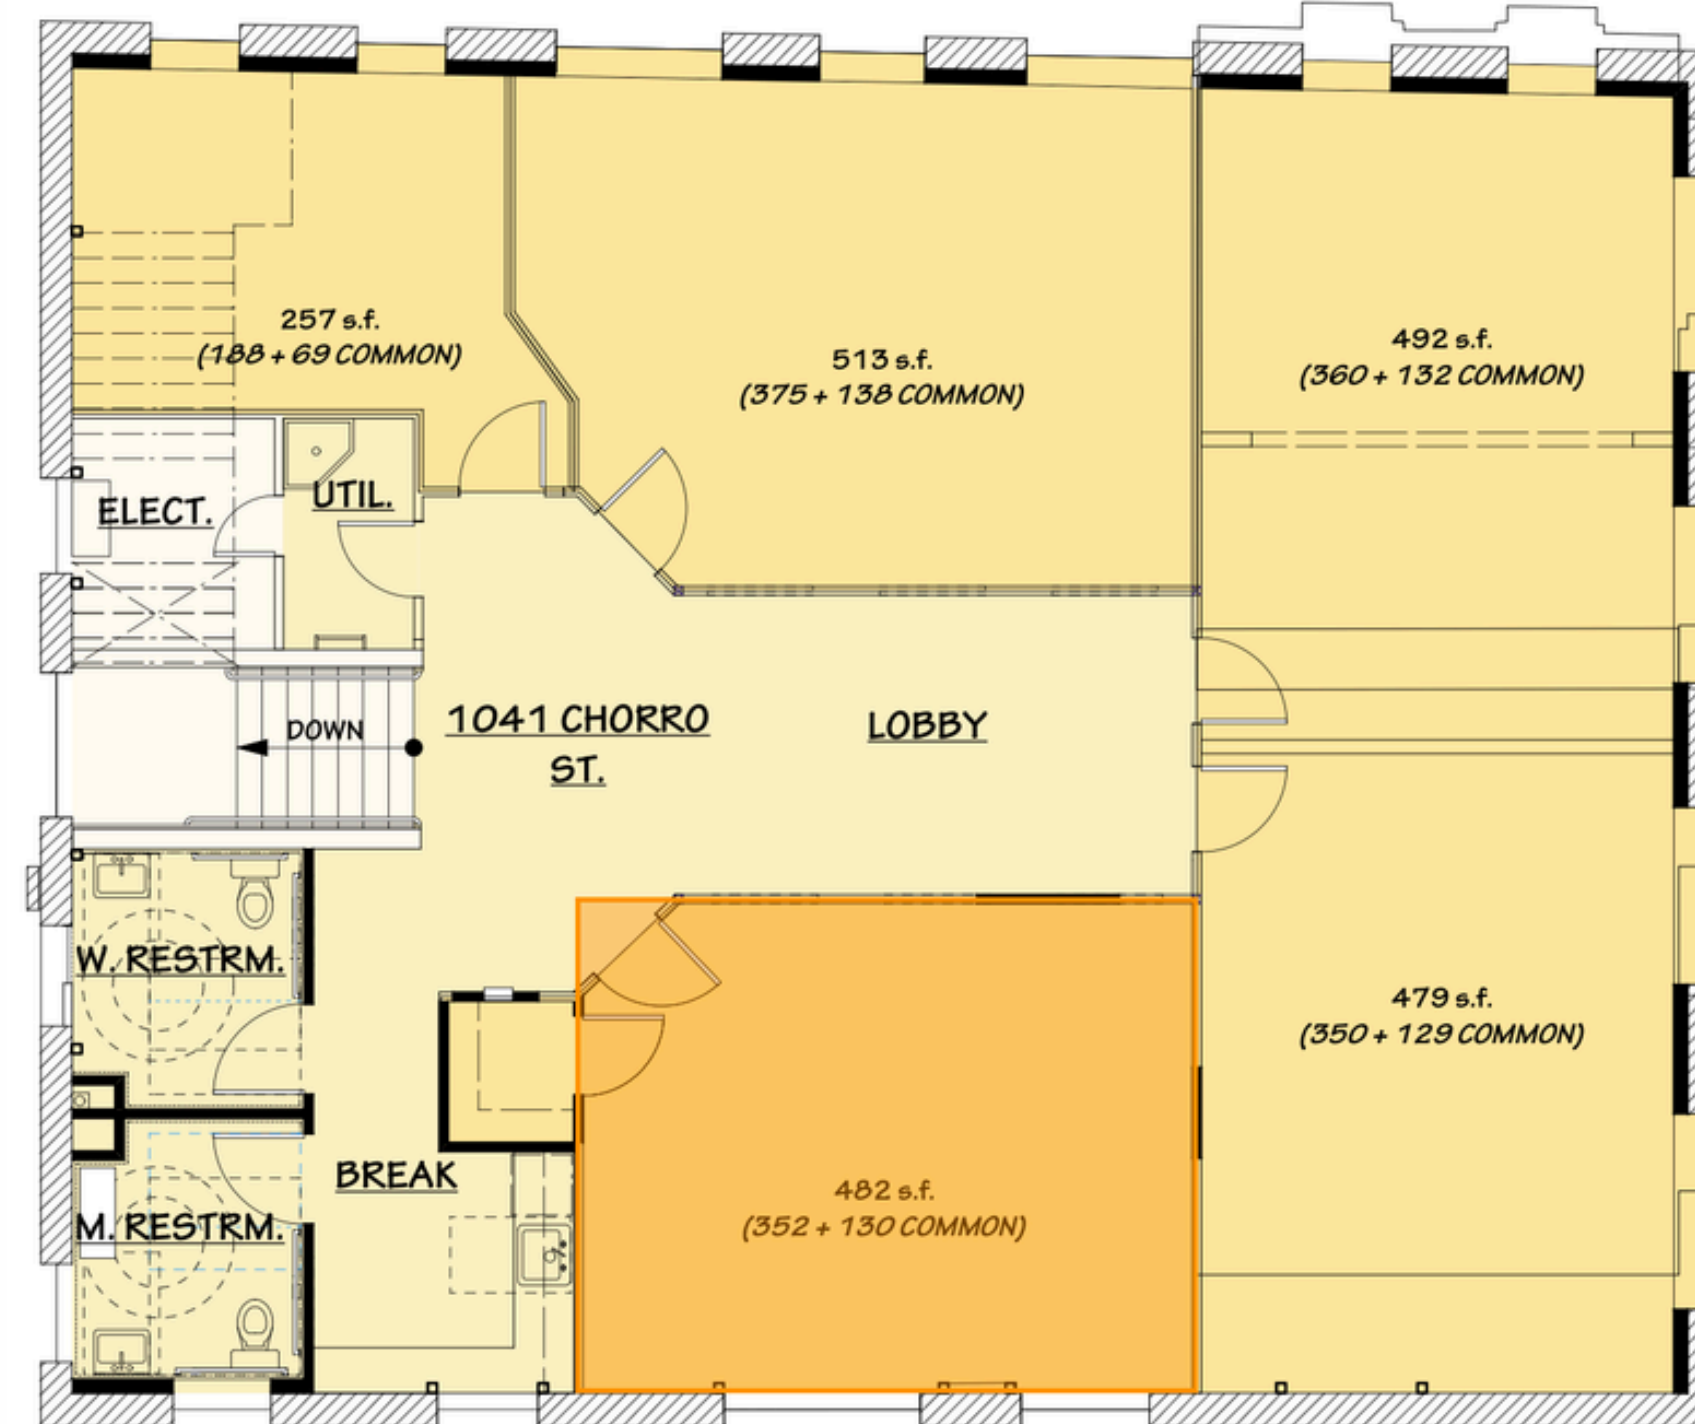 257 s.f.
(188 + 69 COMMON)
513 s.f.
(375 + 138 COMMON)
492 s.f.
(360 + 132 COMMON)
ELECT.
UTIL.
DOWN
1041 CHORRO
ST.
LOBBY
W. RESTRM.
479 s.f.
(350 + 129 COMMON)
BREAK
M. RESTRM.
482 s.f.
(352 + 130 COMMON)